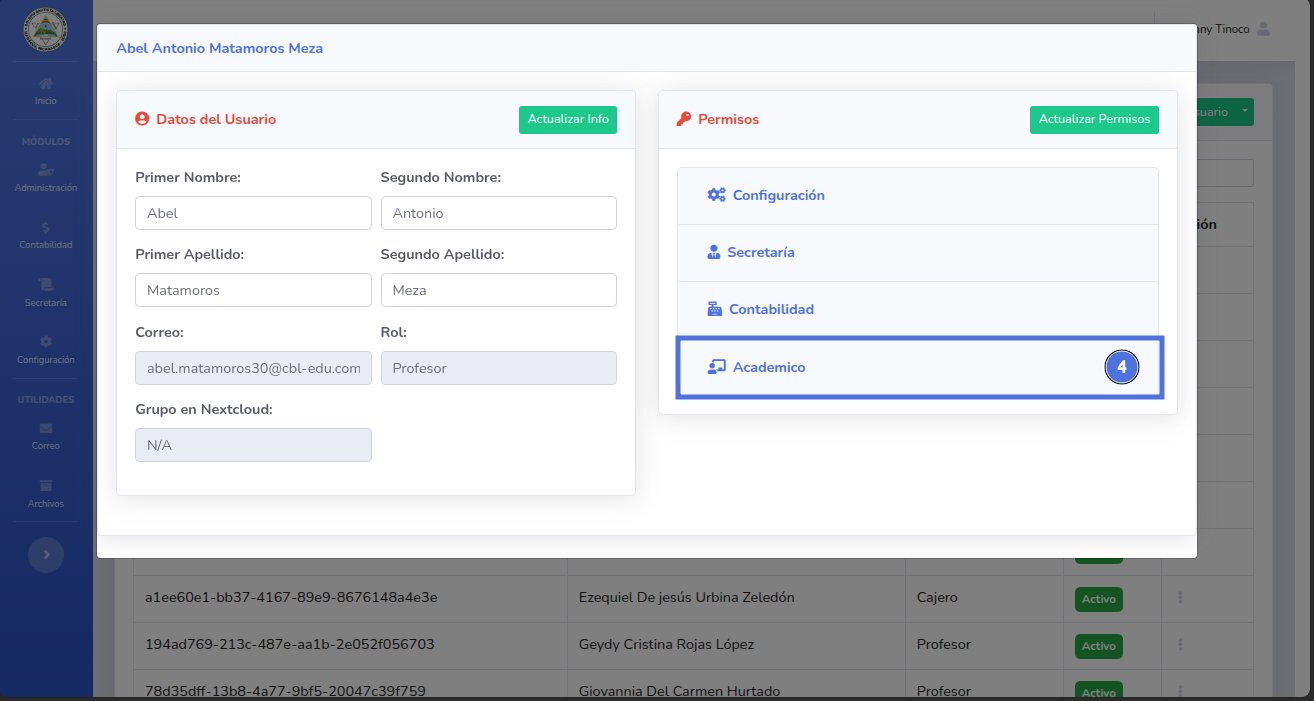 Inicio
MÓDULOS
Administración
Contabilidad
Secretaría
Configuración
UTILIDADES
Correo
Archivos
nny Tinoco
suario
ión
Abel Antonio Matamoros Meza
Datos del Usuario
Actualizar Info
Primer Nombre:
Segundo Nombre:
Abel
Antonio
Primer Apellido:
Segundo Apellido:
Matamoros
Meza
Correo:
Rol:
abel.matamoros30@cbl-edu.com
Profesor
Grupo en Nextcloud:
N/A
Permisos
Actualizar Permisos
Configuración
Secretaría
Contabilidad
Academico
4
a1ee60e1-bb37-4167-89e9-8676148a4e3e Ezequiel De jesús Urbina Zeledón Cajero Activo
194ad769-213c-487e-aa1b-2e052f056703 Geydy Cristina Rojas López Profesor Activo
78d35dff-13b8-4a77-9bf5-20047c39f759 Giovannia Del Carmen Hurtado Profesor Activo